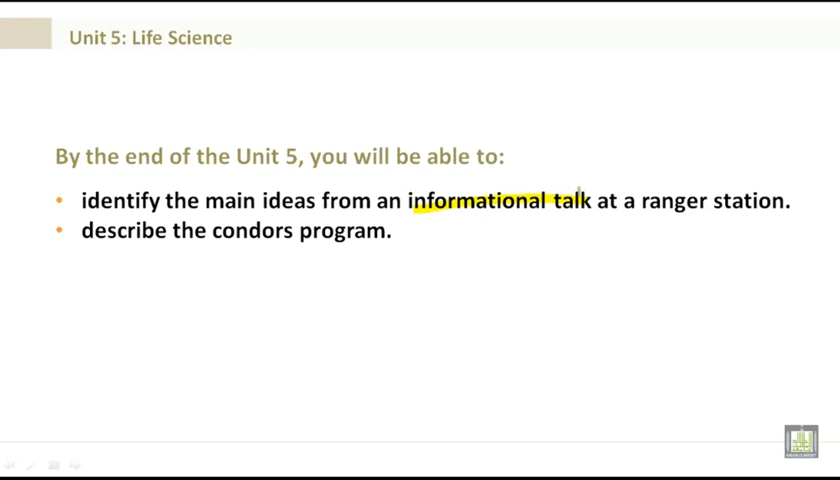 Unit 5: Life Science
By the end of the Unit 5, you will be able to:
• identify the main ideas from an informational talk at a ranger station.
• describe the condors program.